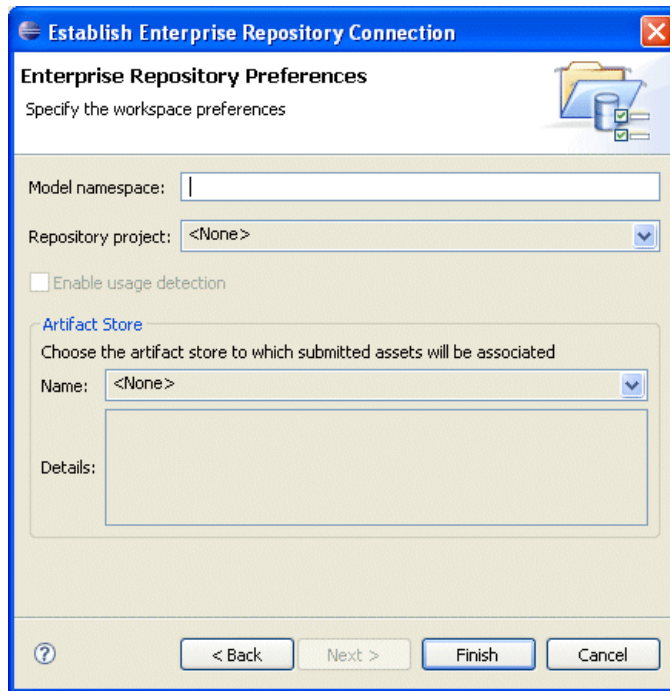 Establish Enterprise Repository Connection
Enterprise Repository Preferences
Specify the workspace preferences
Model namespace:
Repository project: <None>
Enable usage detection
Artifact Store
Choose the artifact store to which submitted assets will be associated
Name: <None>
Details:
? < Back Next > Finish Cancel